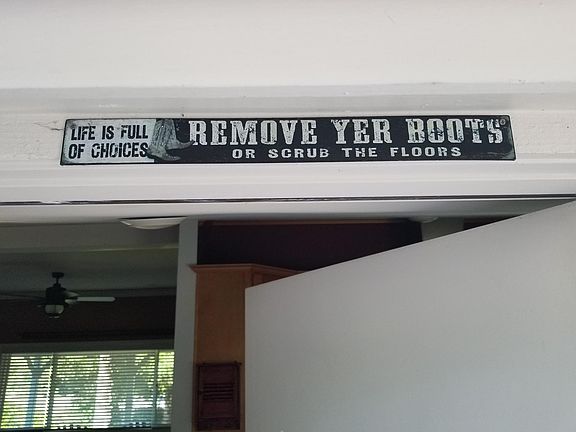 LIFE IS FULL
OF CHOICES
REMOVE YER BOOTS
OR SCRUB THE FLOORS